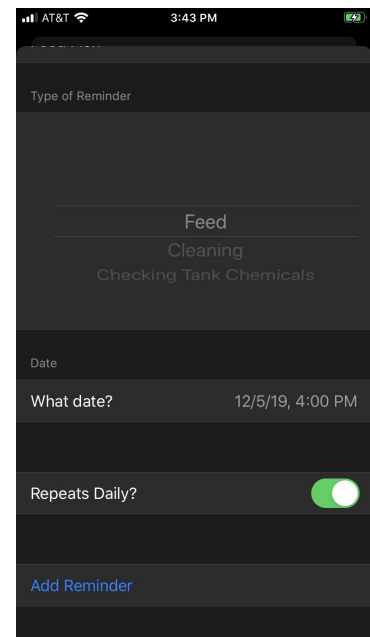 AT&T 3:43 PM
Type of Reminder
Feed
Cleaning
Checking Tank Chemicals
Date
What date? 12/5/19, 4:00 PM
Repeats Daily?
Add Reminder